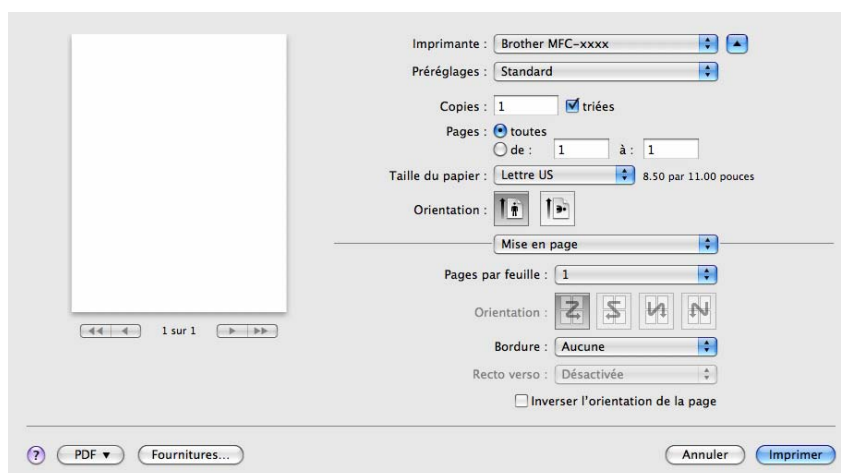 Imprimante : Brother MFC-xxxx
Préréglages : Standard
Copies : 1 triées
Pages : toutes
de : 1 à : 1
Taille du papier : Lettre US 8.50 par 11.00 pouces
Orientation :
Mise en page
Pages par feuille : 1
Orientation :
1 sur 1
Bordure : Aucune
Recto verso : Désactivée
Inverser l'orientation de la page
? PDF ▼ Fournitures... Annuler Imprimer